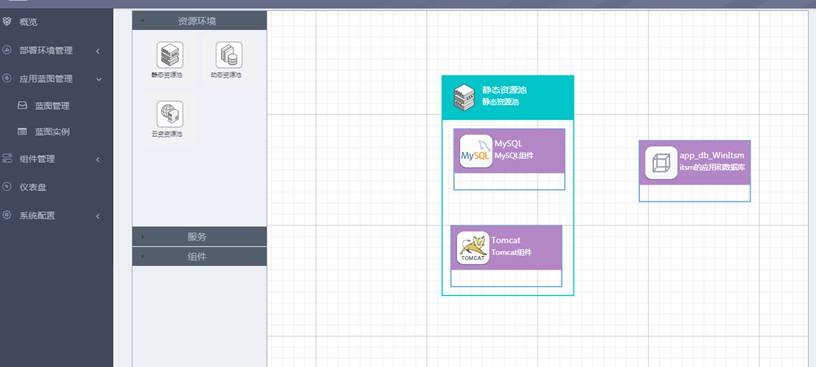 概览
部署环境管理
应用蓝图管理
蓝图管理
蓝图实例
组件管理
仪表盘
系统配置
资源环境
静态资源池
动态资源池
云资资源池
服务
组件
静态资源池
静态资源池
MySQL
MySQL
MySQL组件
TOMCAT
Tomcat
Tomcat组件
app_db_WinItsm
itsm的应用和数据库